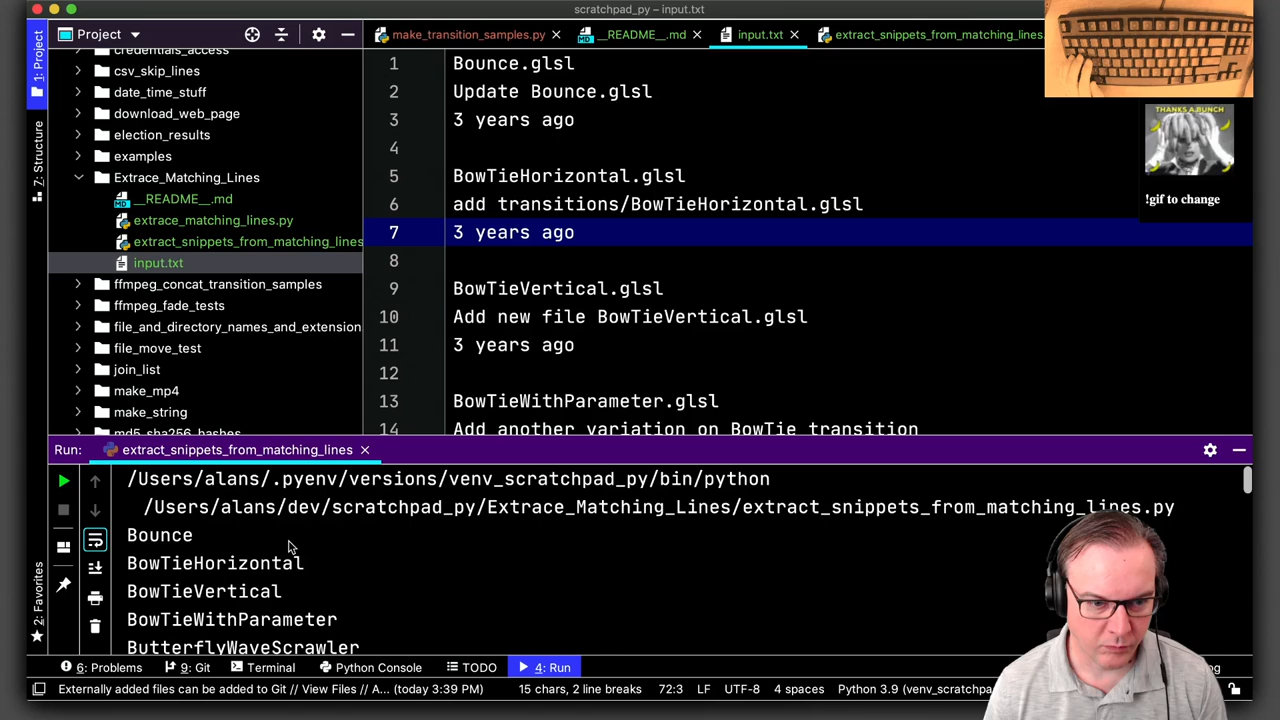 scratchpad_py – input.txt
Project
make_transition_samples.py
__README__.md
input.txt
extract_snippets_from_matching_lines.
1: Project
7: Structure
2: Favorites
credentials_access
csv_skip_lines
date_time_stuff
download_web_page
election_results
examples
Extrace_Matching_Lines
__README__.md
extrace_matching_lines.py
extract_snippets_from_matching_lines
input.txt
ffmpeg_concat_transition_samples
ffmpeg_fade_tests
file_and_directory_names_and_extension
file_move_test
join_list
make_mp4
make_string
md5_sha256_hashes
1 Bounce.glsl
2 Update Bounce.glsl
3 3 years ago
4
5 BowTieHorizontal.glsl
6 add transitions/BowTieHorizontal.glsl
7 3 years ago
8
9 BowTieVertical.glsl
10 Add new file BowTieVertical.glsl
11 3 years ago
12
13 BowTieWithParameter.glsl
14 Add another variation on BowTie transition
THANKS A BUNCH
!gif to change
Run: extract_snippets_from_matching_lines
/Users/alans/.pyenv/versions/venv_scratchpad_py/bin/python
/Users/alans/dev/scratchpad_py/Extrace_Matching_Lines/extract_snippets_from_matching_lines.py
Bounce
BowTieHorizontal
BowTieVertical
BowTieWithParameter
ButterflyWaveScrawler
6: Problems 9: Git Terminal Python Console TODO 4: Run
Externally added files can be added to Git // View Files // A... (today 3:39 PM) 15 chars, 2 line breaks 72:3 LF UTF-8 4 spaces Python 3.9 (venv_scratchpa